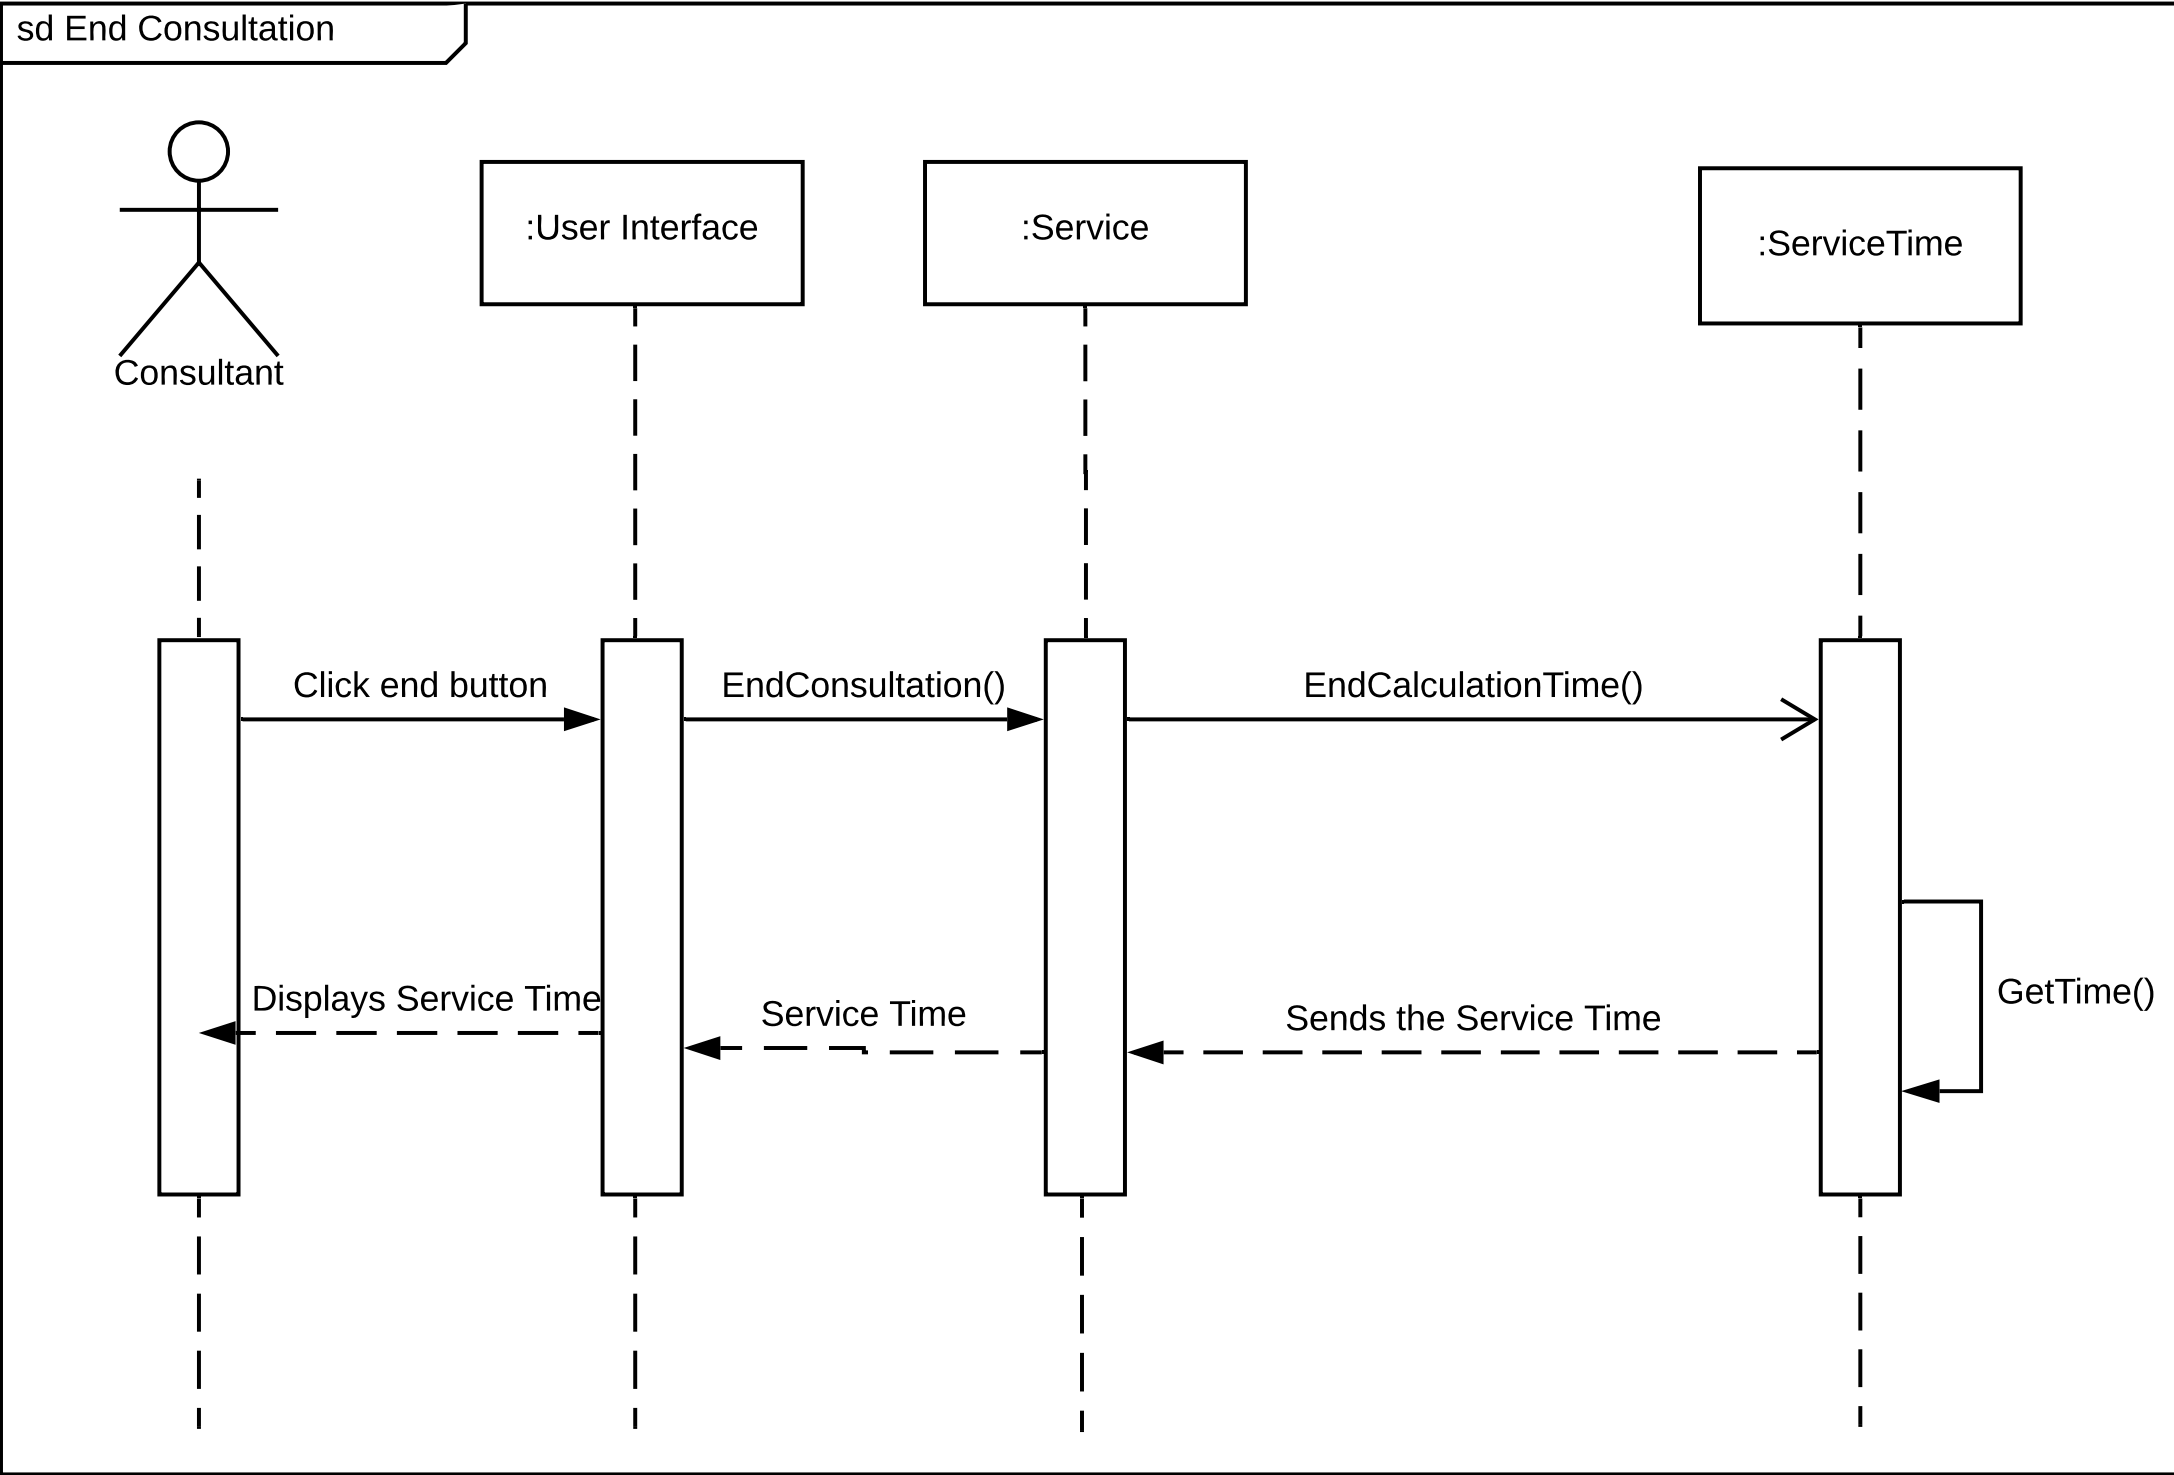 sd End Consultation
:User Interface
:Service
:ServiceTime
Consultant
Click end button
EndConsultation()
EndCalculationTime()
GetTime()
Displays Service Time
Service Time
Sends the Service Time